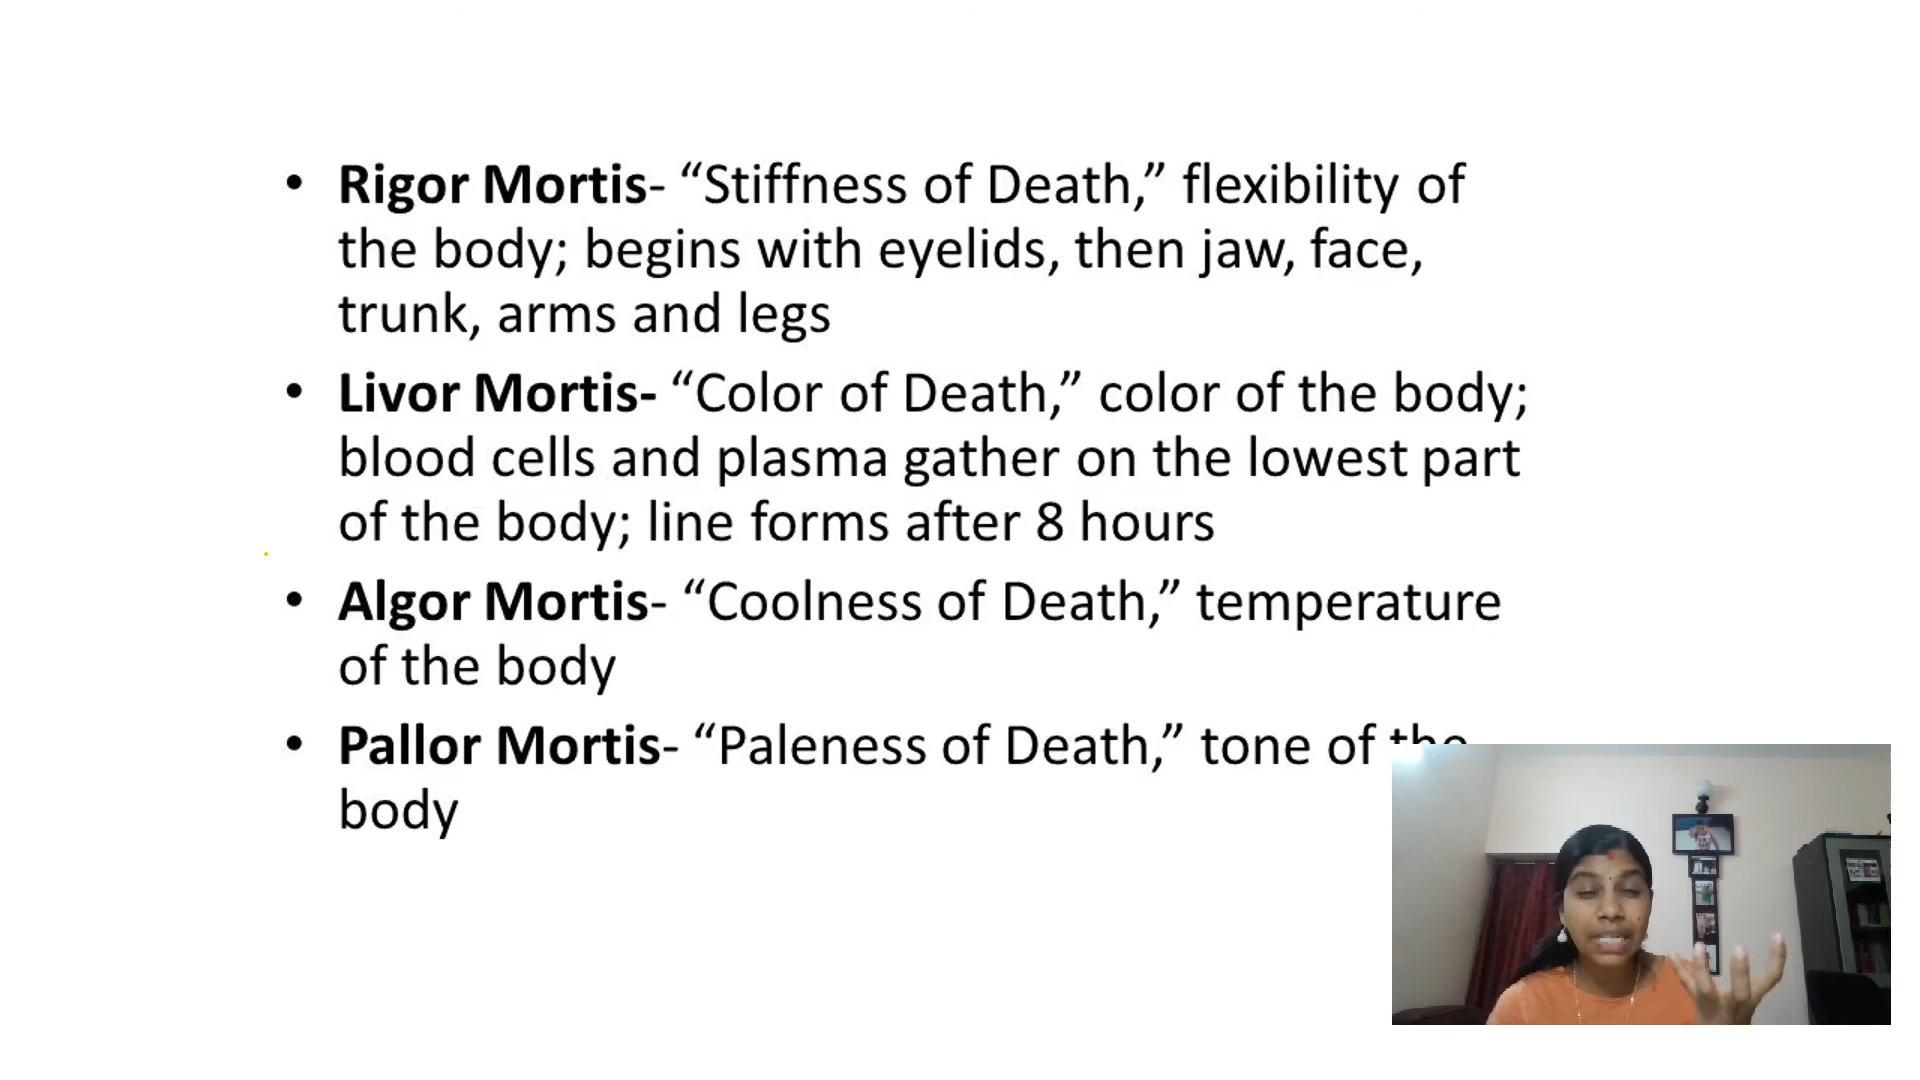 • Rigor Mortis- “Stiffness of Death,” flexibility of
the body; begins with eyelids, then jaw, face,
trunk, arms and legs
• Livor Mortis- “Color of Death,” color of the body;
blood cells and plasma gather on the lowest part
of the body; line forms after 8 hours
• Algor Mortis- “Coolness of Death,” temperature
of the body
• Pallor Mortis- “Paleness of Death,” tone of the
body